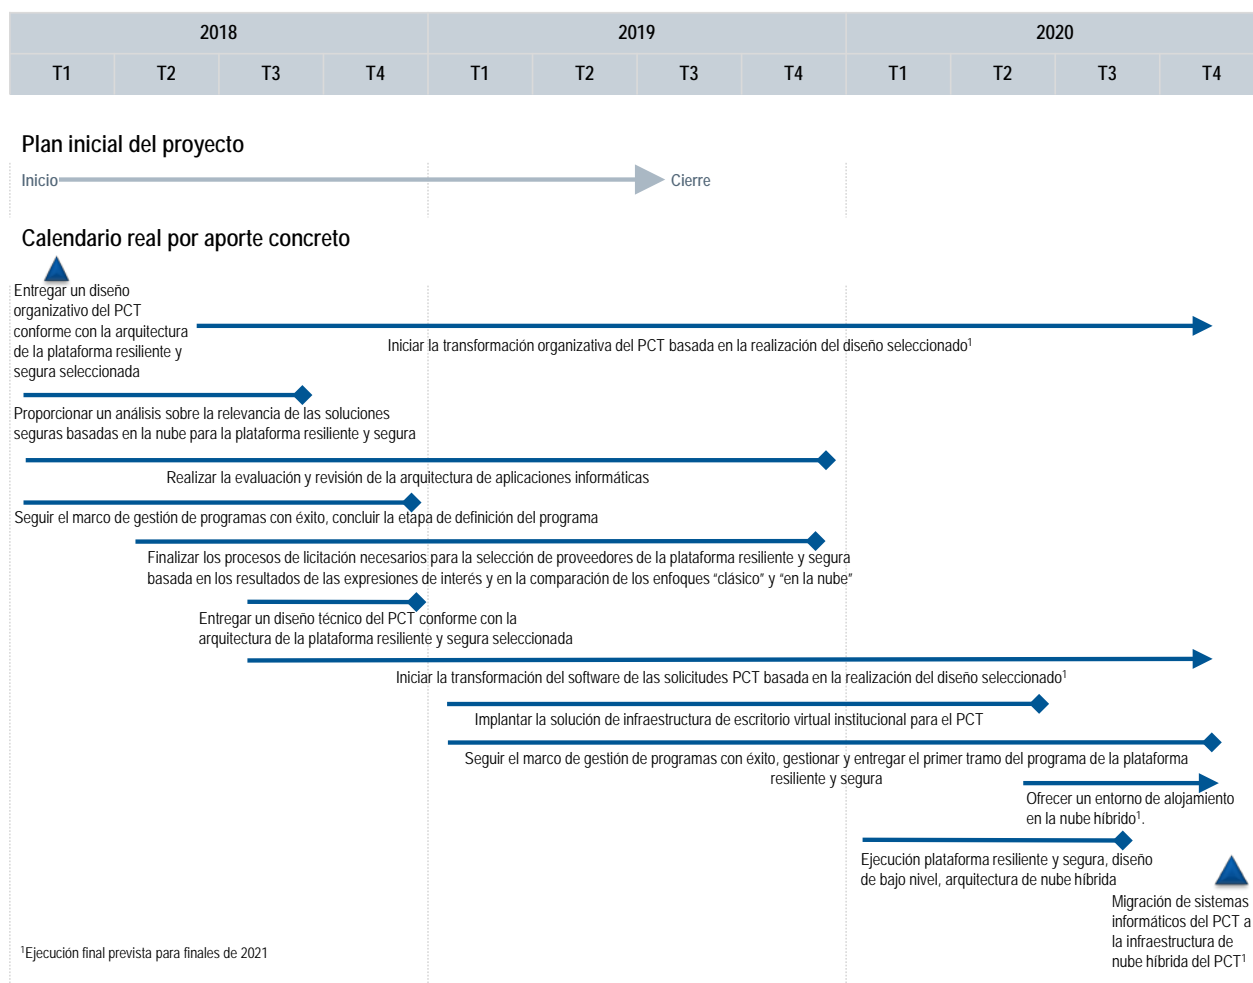 2018 2019 2020
T1 T2 T3 T4 T1 T2 T3 T4 T1 T2 T3 T4
Plan inicial del proyecto
Inicio Cierre
Calendario real por aporte concreto
Entregar un diseño
organizativo del PCT
conforme con la arquitectura
de la plataforma resiliente y
segura seleccionada
Iniciar la transformación organizativa del PCT basada en la realización del diseño seleccionado¹
Proporcionar un análisis sobre la relevancia de las soluciones
seguras basadas en la nube para la plataforma resiliente y segura
Realizar la evaluación y revisión de la arquitectura de aplicaciones informáticas
Seguir el marco de gestión de programas con éxito, concluir la etapa de definición del programa
Finalizar los procesos de licitación necesarios para la selección de proveedores de la plataforma resiliente y segura
basada en los resultados de las expresiones de interés y en la comparación de los enfoques "clásico" y "en la nube"
Entregar un diseño técnico del PCT conforme con la
arquitectura de la plataforma resiliente y segura seleccionada
Iniciar la transformación del software de las solicitudes PCT basada en la realización del diseño seleccionado¹
Implantar la solución de infraestructura de escritorio virtual institucional para el PCT
Seguir el marco de gestión de programas con éxito, gestionar y entregar el primer tramo del programa de la plataforma
resiliente y segura
Ofrecer un entorno de alojamiento
en la nube híbrido¹.
Ejecución plataforma resiliente y segura, diseño
de bajo nivel, arquitectura de nube híbrida
Migración de sistemas
informáticos del PCT a
la infraestructura de
nube híbrida del PCT¹
¹Ejecución final prevista para finales de 2021